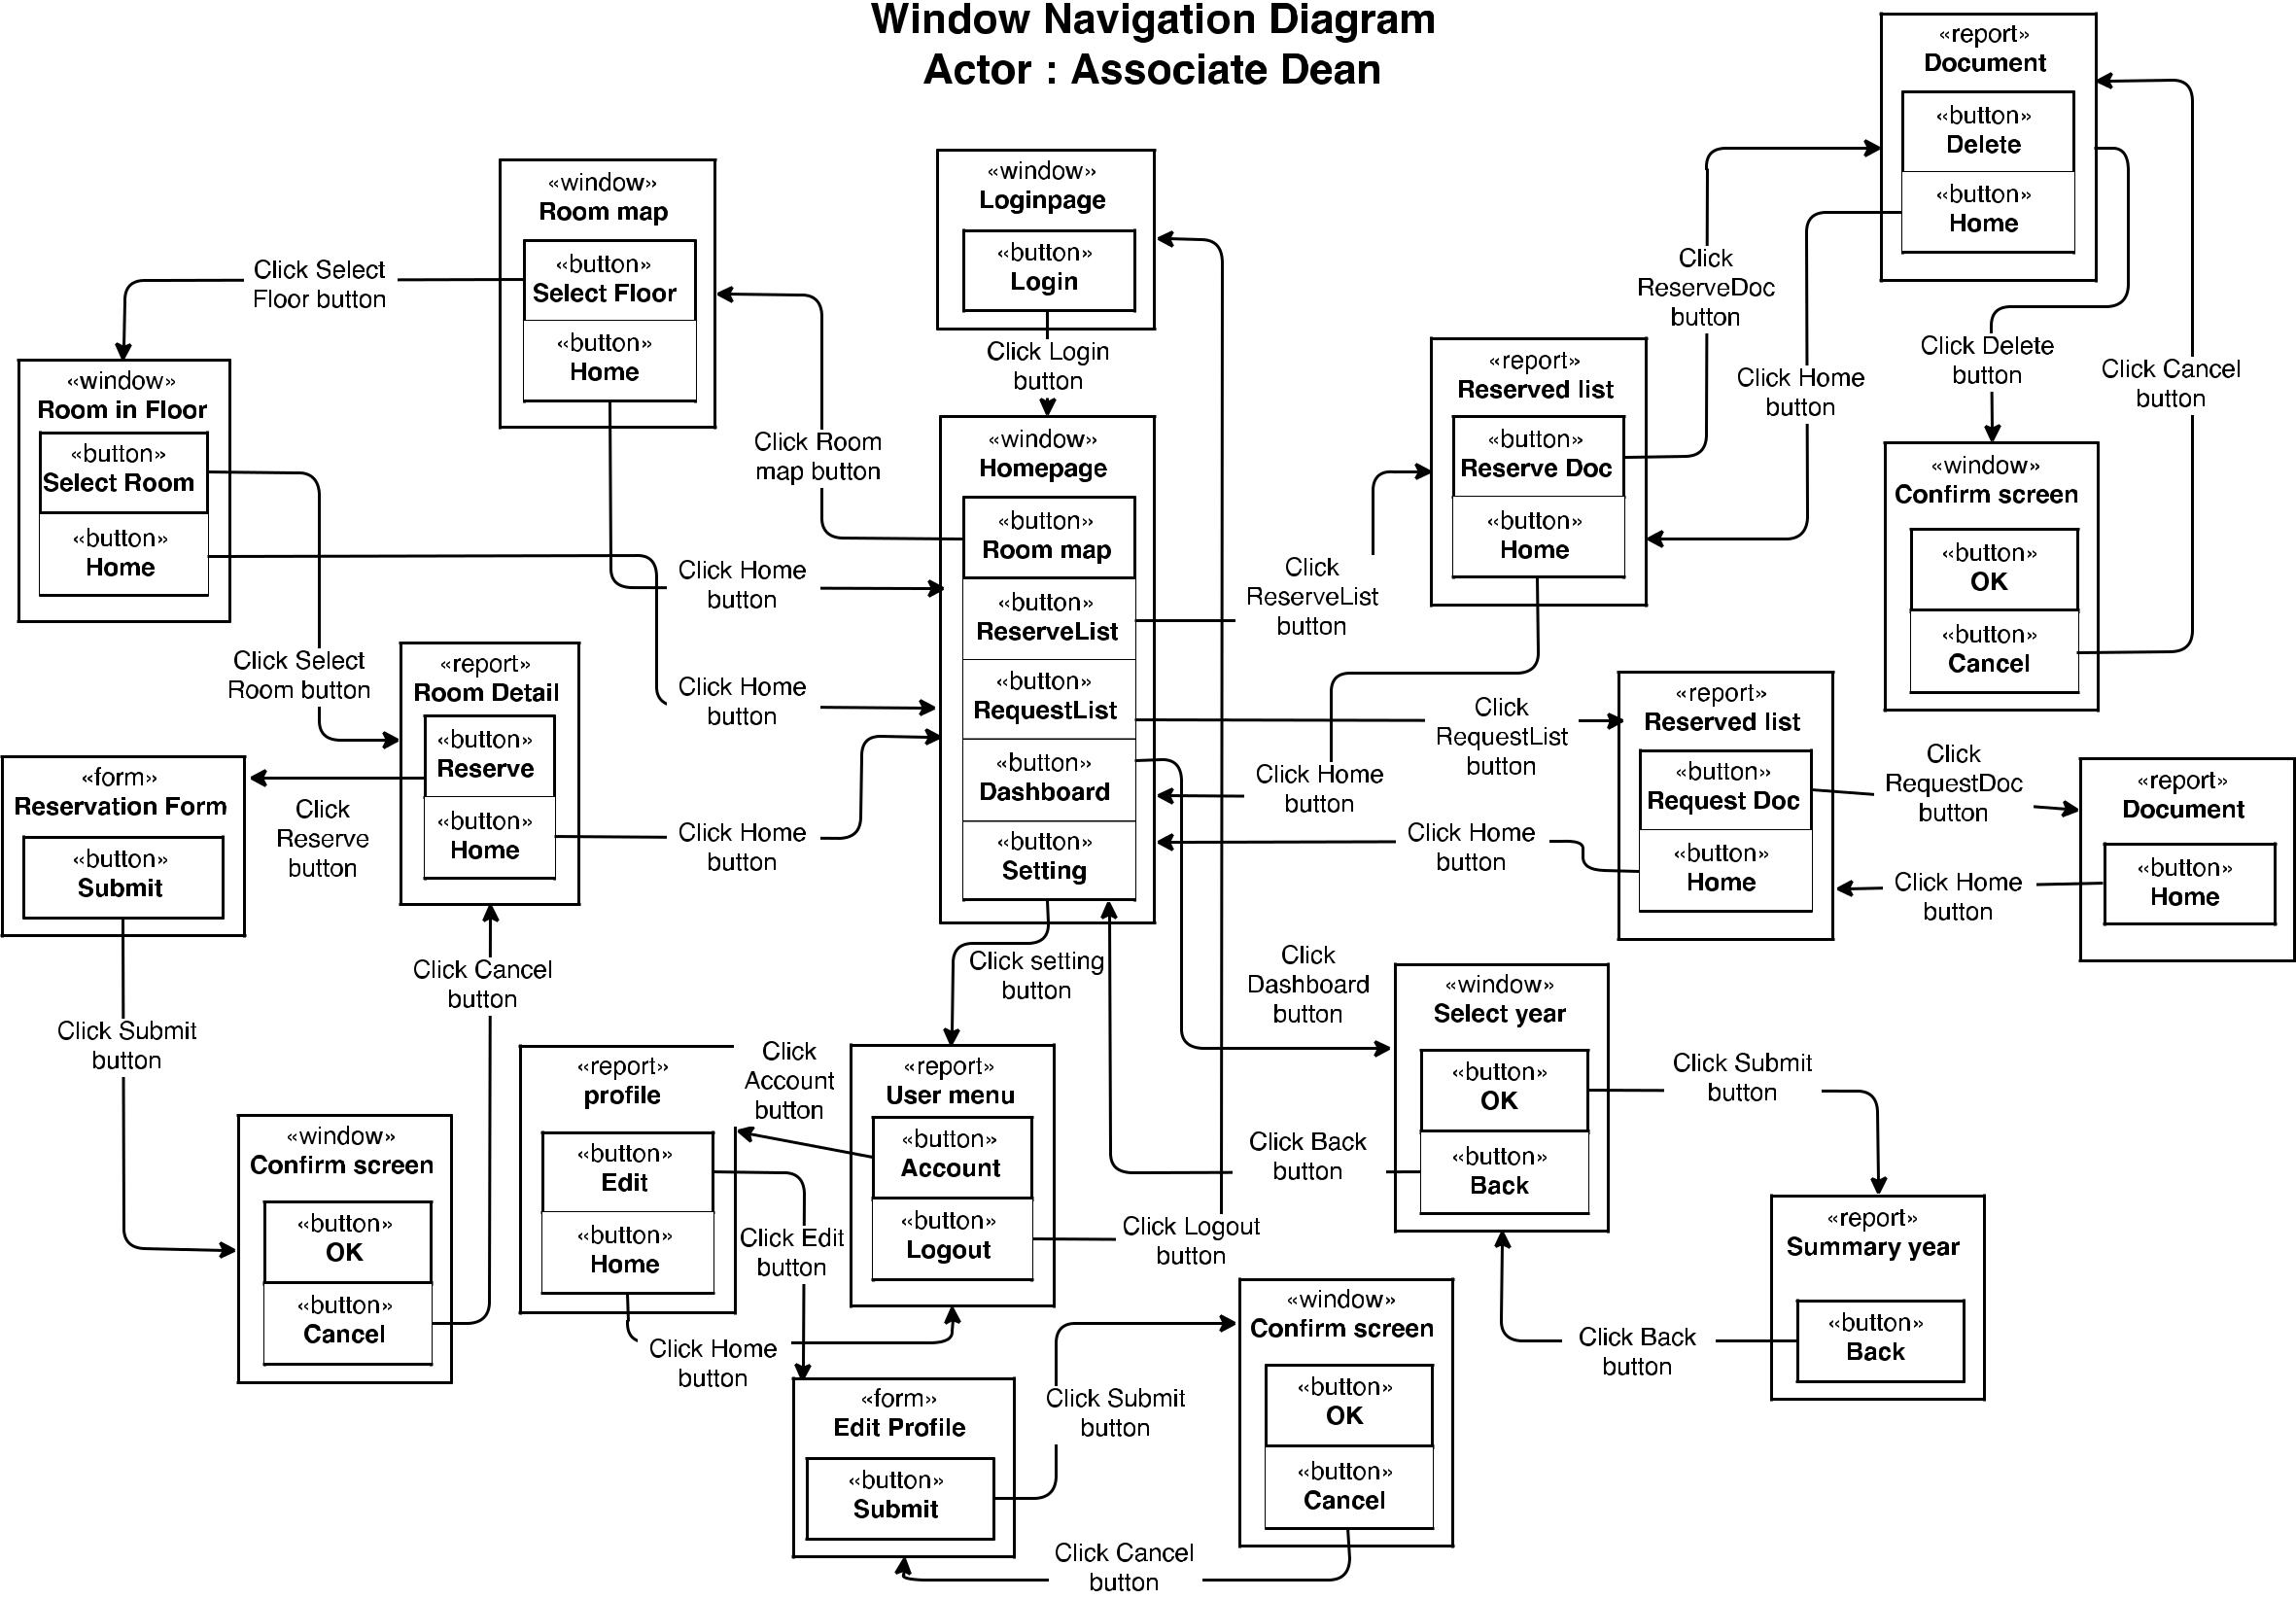 Window Navigation Diagram
Actor : Associate Dean
«report»
Document
«button»
Delete
«button»
Home
«window»
Room map
«button»
Select Floor
«button»
Home
«window»
Loginpage
«button»
Login
Click Select
Floor button
Click
ReserveDoc
button
Click Login
button
Click Home
button
Click Delete
button
Click Cancel
button
«window»
Room in Floor
«button»
Select Room
«button»
Home
Click Room
map button
«window»
Homepage
«button»
Room map
«button»
ReserveList
«button»
RequestList
«button»
Dashboard
«button»
Setting
«report»
Reserved list
«button»
Reserve Doc
«button»
Home
«window»
Confirm screen
«button»
OK
«button»
Cancel
Click Home
button
Click
ReserveList
button
Click Select
Room button
«report»
Room Detail
«button»
Reserve
«button»
Home
Click Home
button
Click
RequestList
button
«report»
Reserved list
«button»
Request Doc
«button»
Home
Click
RequestDoc
button
«report»
Document
«button»
Home
«form»
Reservation Form
«button»
Submit
Click
Reserve
button
Click Home
button
Click Home
button
Click Home
button
Click Home
button
Click Cancel
button
Click setting
button
Click
Dashboard
button
«window»
Select year
«button»
OK
«button»
Back
Click Submit
button
Click Submit
button
«report»
profile
«button»
Edit
«button»
Home
Click
Account
button
«report»
User menu
«button»
Account
«button»
Logout
Click Back
button
«window»
Confirm screen
«button»
OK
«button»
Cancel
Click Edit
button
Click Logout
button
«report»
Summary year
«button»
Back
Click Home
button
«window»
Confirm screen
«button»
OK
«button»
Cancel
Click Back
button
«form»
Edit Profile
«button»
Submit
Click Submit
button
Click Cancel
button